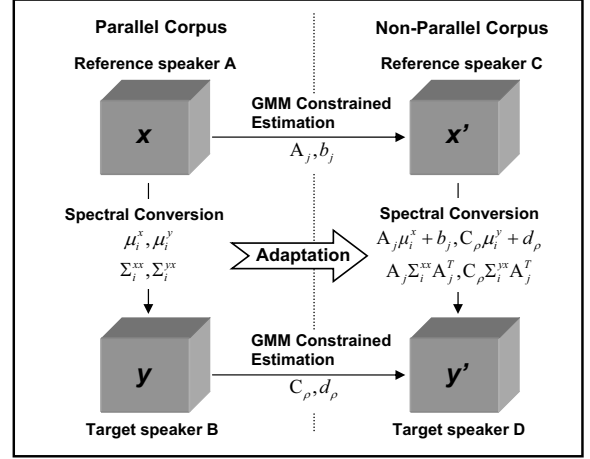 Parallel Corpus
Non-Parallel Corpus
Reference speaker A
Reference speaker C
x
GMM Constrained
Estimation
A_j, b_j
x'
Spectral Conversion
μ_i^x, μ_i^y
Σ_i^{xx}, Σ_i^{yx}
Adaptation
Spectral Conversion
A_j μ_i^x + b_j, C_ρ μ_i^y + d_ρ
A_j Σ_i^{xx} A_j^T, C_ρ Σ_i^{yx} A_j^T
y
GMM Constrained
Estimation
C_ρ, d_ρ
y'
Target speaker B
Target speaker D